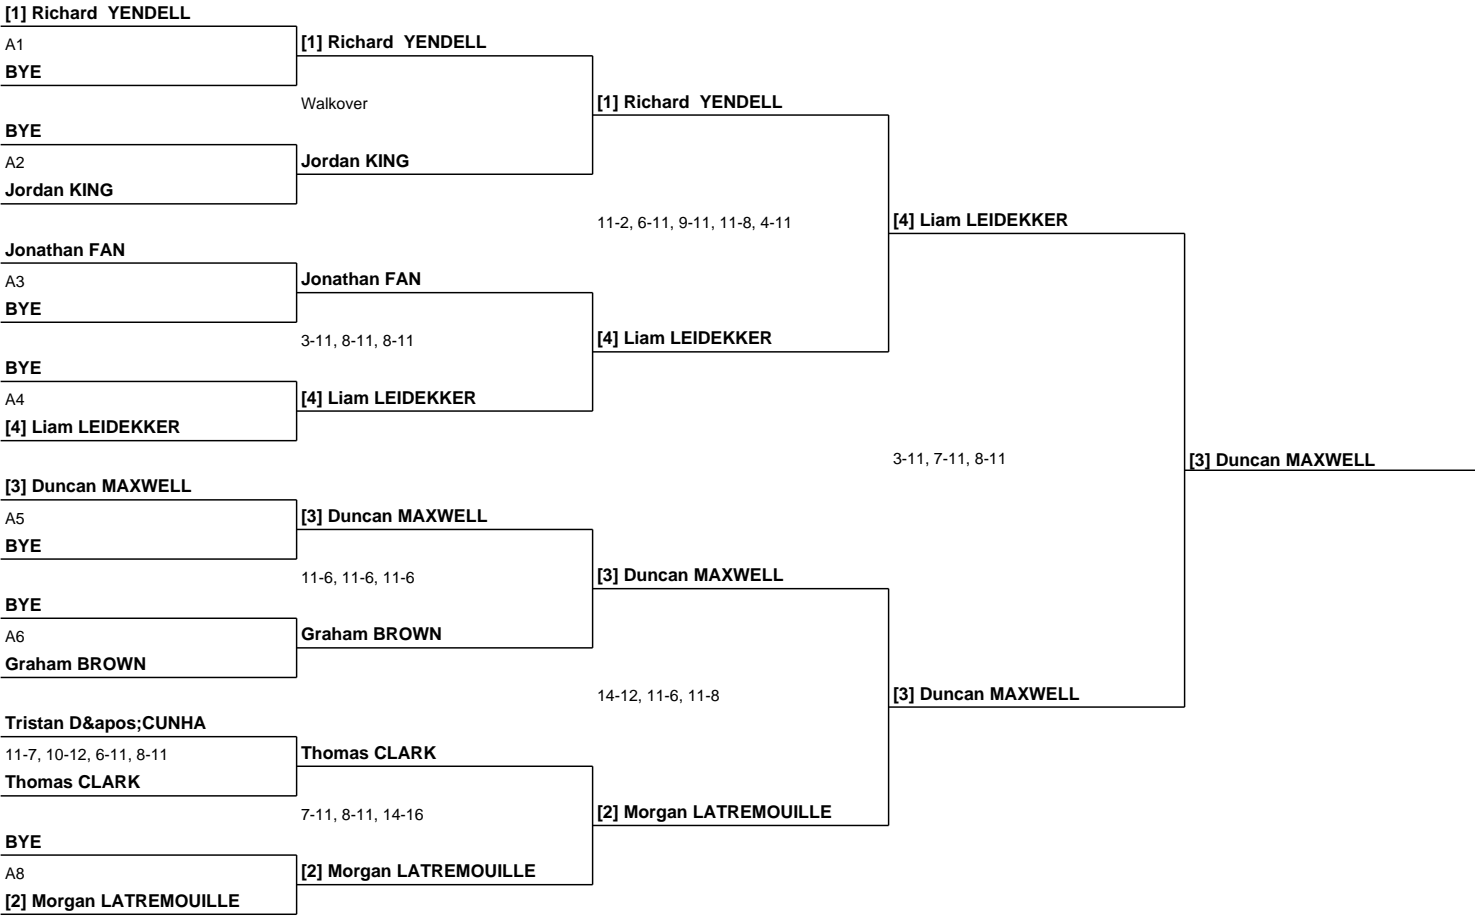 [1] Richard  YENDELL
A1
BYE
BYE
A2
Jordan KING
Jonathan FAN
A3
BYE
BYE
A4
[4] Liam LEIDEKKER
[3] Duncan MAXWELL
A5
BYE
BYE
A6
Graham BROWN
Tristan D&apos;CUNHA
11-7, 10-12, 6-11, 8-11
Thomas CLARK
BYE
A8
[2] Morgan LATREMOUILLE
[1] Richard  YENDELL
Walkover
Jordan KING
Jonathan FAN
3-11, 8-11, 8-11
[4] Liam LEIDEKKER
[3] Duncan MAXWELL
11-6, 11-6, 11-6
Graham BROWN
Thomas CLARK
7-11, 8-11, 14-16
[2] Morgan LATREMOUILLE
[1] Richard  YENDELL
11-2, 6-11, 9-11, 11-8, 4-11
[4] Liam LEIDEKKER
[3] Duncan MAXWELL
14-12, 11-6, 11-8
[2] Morgan LATREMOUILLE
[4] Liam LEIDEKKER
3-11, 7-11, 8-11
[3] Duncan MAXWELL
[3] Duncan MAXWELL